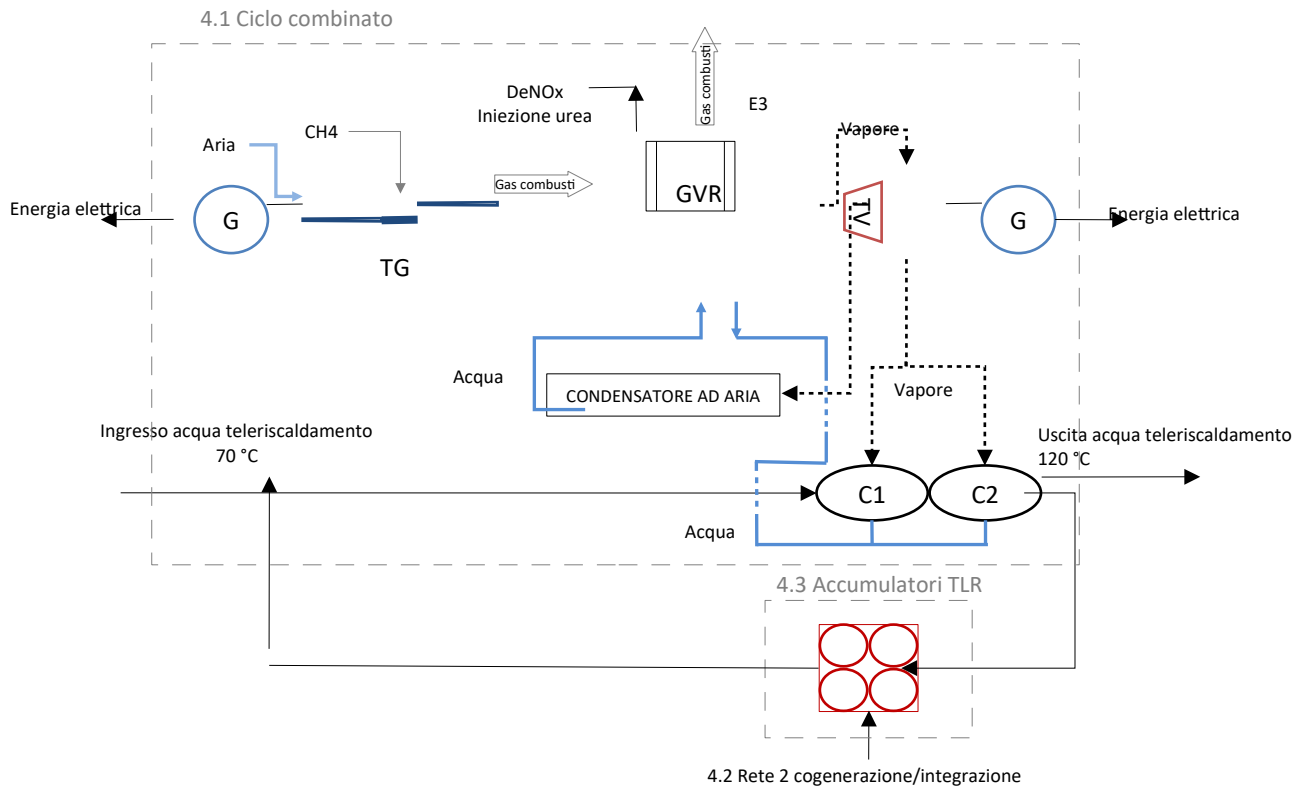 4.1 Ciclo combinato
Gas combusti
DeNOx
Iniezione urea
E3
CH4
Aria
Vapore
Gas combusti
GVR
TV
Energia elettrica
G
G
Energia elettrica
TG
Acqua
CONDENSATORE AD ARIA
Vapore
Ingresso acqua teleriscaldamento
70 °C
Uscita acqua teleriscaldamento
120 °C
C1
C2
Acqua
4.3 Accumulatori TLR
4.2 Rete 2 cogenerazione/integrazione